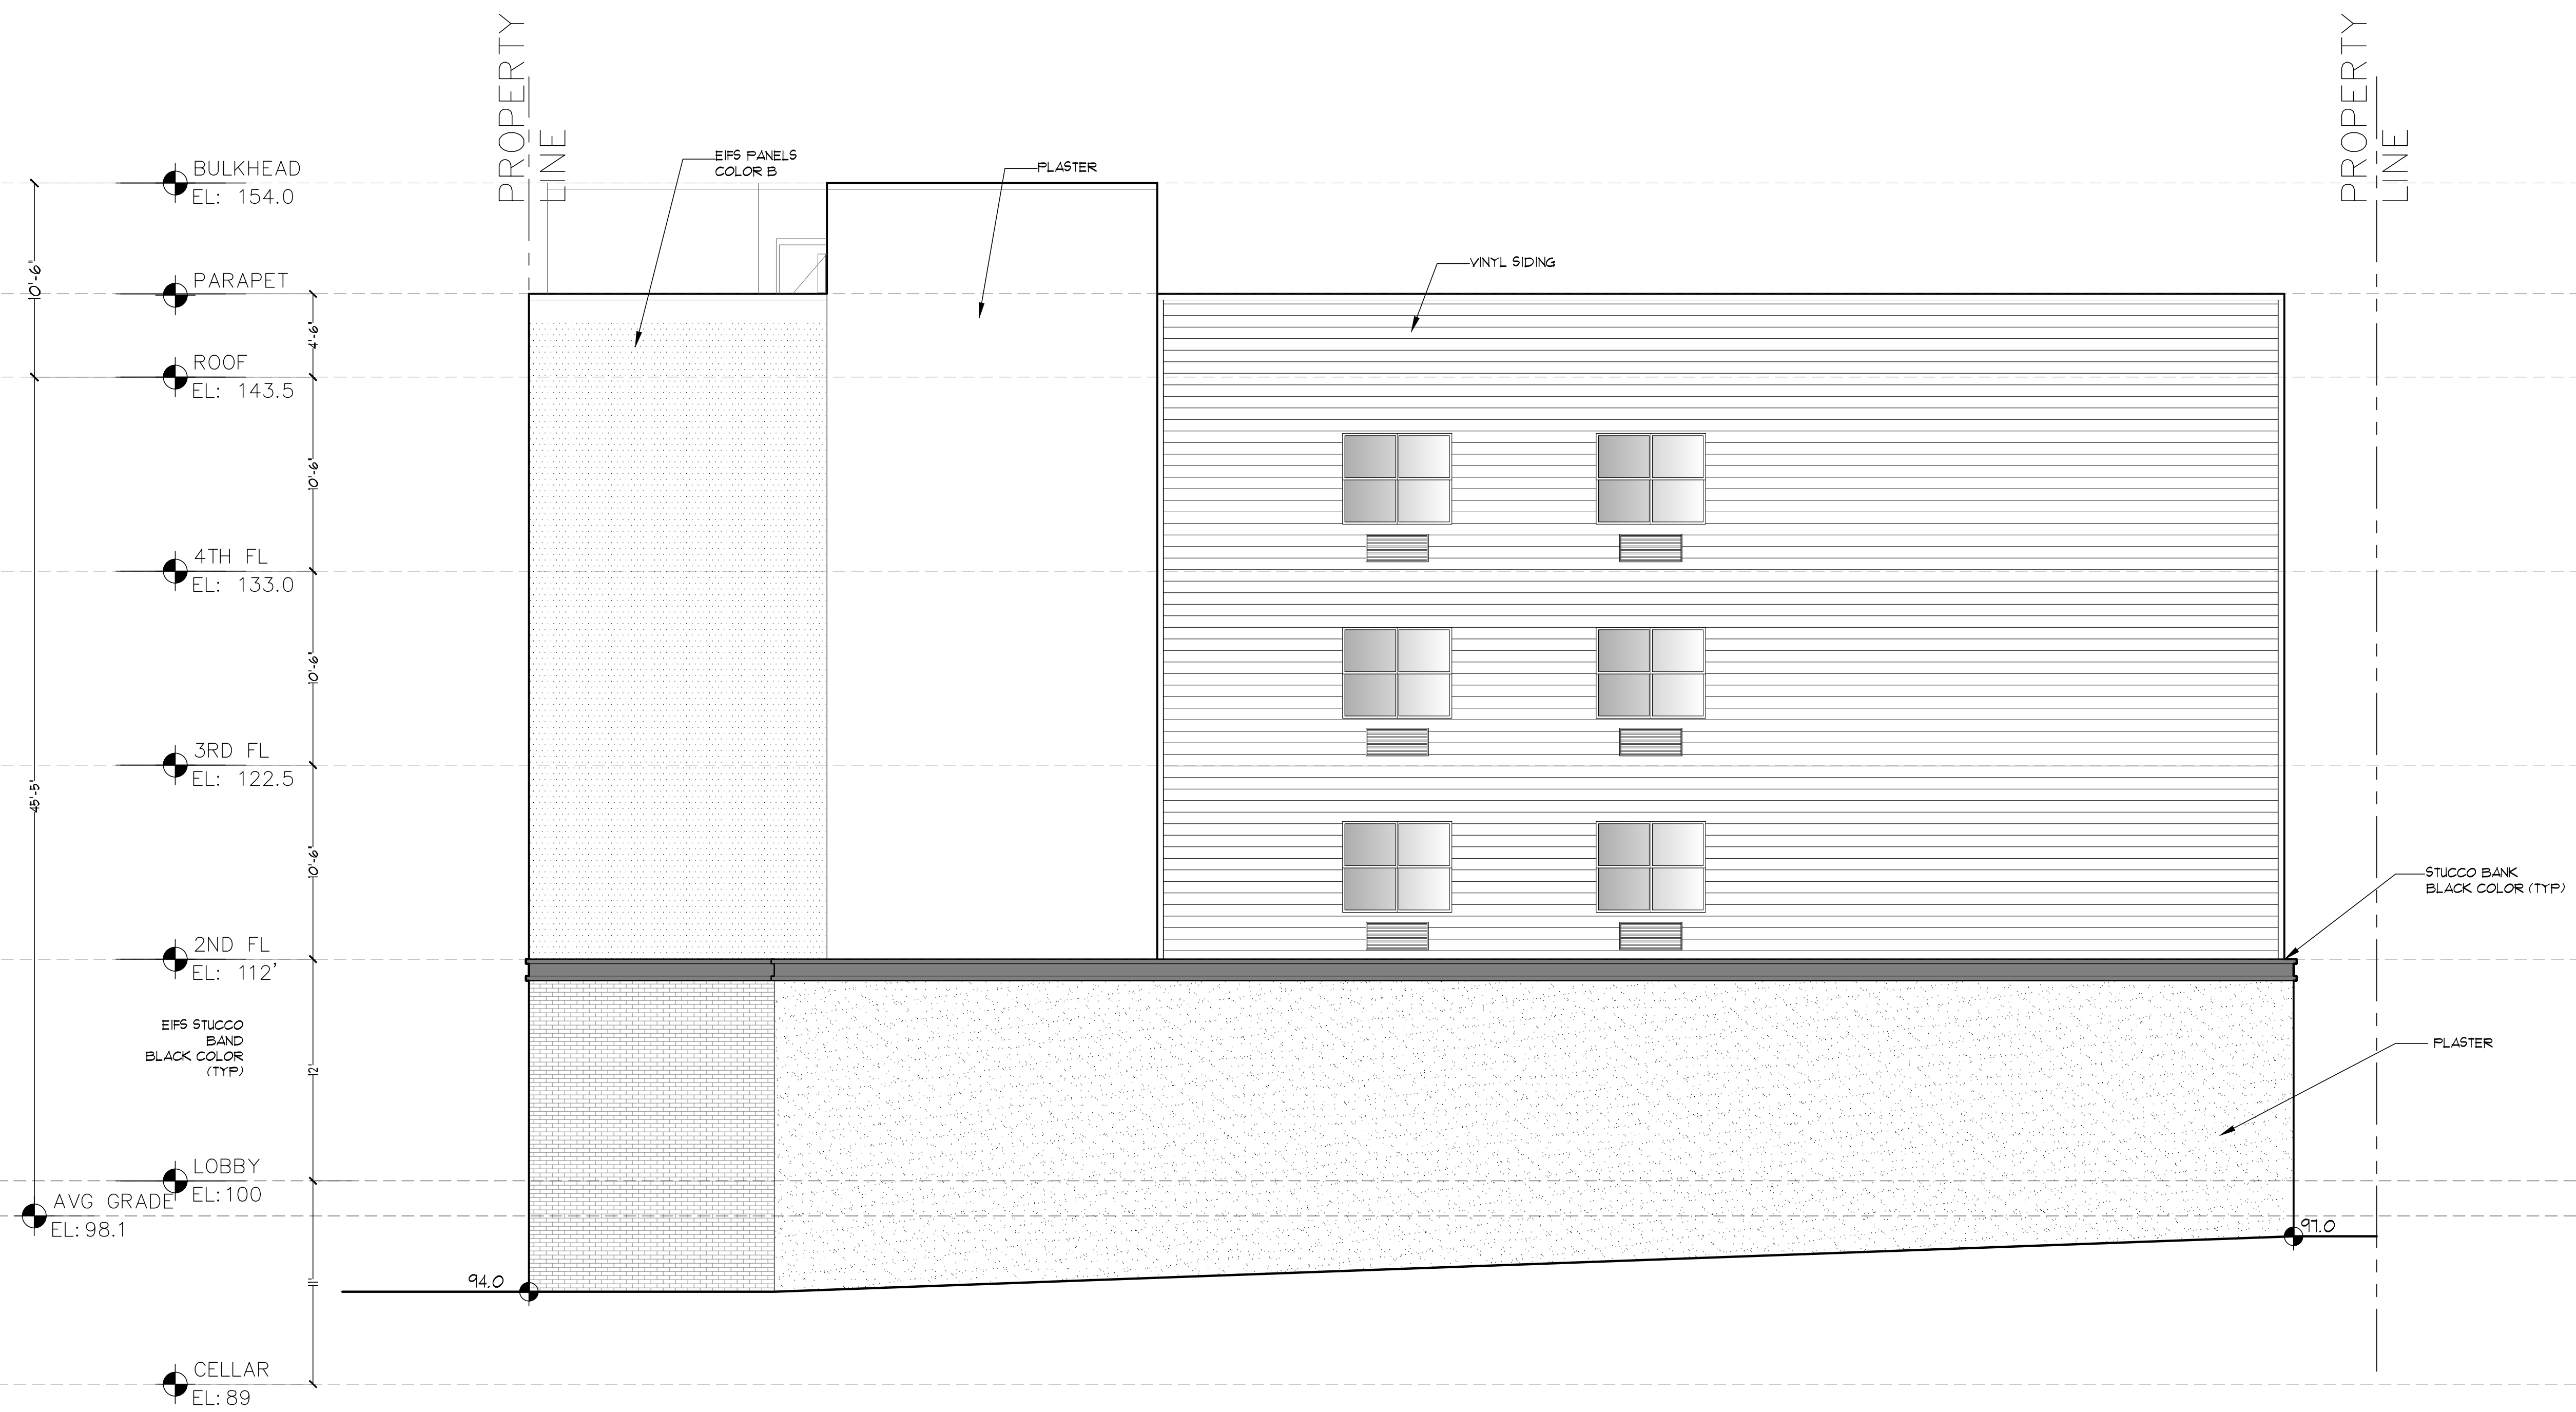 PROPERTY
LINE
PROPERTY
LINE
EIFS PANELS
COLOR B
PLASTER
BULKHEAD
EL: 154.0
VINYL SIDING
10'-6"
PARAPET
4'-6"
ROOF
EL: 143.5
10'-6"
4TH FL
EL: 133.0
10'-6"
3RD FL
EL: 122.5
45'-5"
10'-6"
STUCCO BANK
BLACK COLOR (TYP)
2ND FL
EL: 112'
EIFS STUCCO
BAND
BLACK COLOR
(TYP)
12'
PLASTER
LOBBY
EL:100
AVG GRADE
EL:98.1
97.0
94.0
11'
CELLAR
EL:89